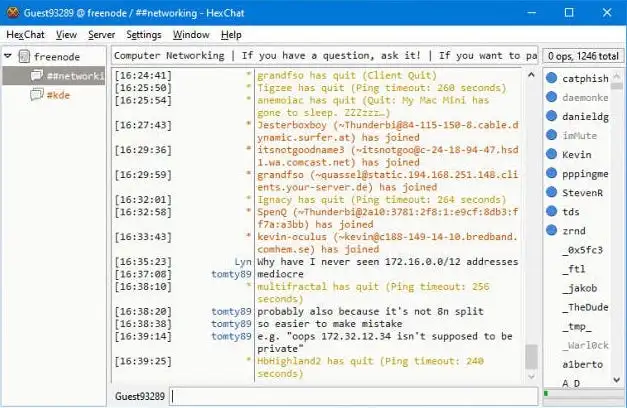 Guest93289 @ freenode / ##networking - HexChat
HexChat View Server Settings Window Help
freenode
##networki
#kde
Computer Networking | If you have a question, ask it! | If you want to pa
0 ops, 1246 total
[16:24:41] * grandfso has quit (Client Quit)
[16:25:50] * Tigzee has quit (Ping timeout: 260 seconds)
[16:25:54] * anemoiac has quit (Quit: My Mac Mini has
gone to sleep. ZZZzzz…)
[16:27:43] * Jesterboxboy (~Thunderbi@84-115-150-8.cable.d
ynamic.surfer.at) has joined
[16:29:36] * itsnotgoodname3 (~itsnotgoo@c-24-18-94-47.hsd
1.wa.comcast.net) has joined
[16:29:59] * grandfso (~quassel@static.194.168.251.148.cli
ents.your-server.de) has joined
[16:32:01] * Ignacy has quit (Ping timeout: 264 seconds)
[16:32:58] * SpenQ (~Thunderbi@2a10:3781:2f8:1:e9cf:8db3:f
f7a:a3bb) has joined
[16:33:43] * kevin-oculus (~kevin@c188-149-14-10.bredband.
comhem.se) has joined
[16:35:23] Lyn Why have I never seen 172.16.0.0/12 addresses
[16:37:08] tomty89 mediocre
[16:38:10] * multifractal has quit (Ping timeout: 256
seconds)
[16:38:20] tomty89 probably also because it's not 8n split
[16:38:38] tomty89 so easier to make mistake
[16:39:14] tomty89 e.g. "oops 172.32.12.34 isn't supposed to be
private"
[16:39:25] * HbHighland2 has quit (Ping timeout: 240
seconds)
catphish
daemonke
danieldg
imMute
Kevin
pppingme
StevenR
tds
zrnd
_0x5fc3
_ftl
_jakob
_TheDude
_tmp_
_Warl0ck
a1berto
A_D
Guest93289